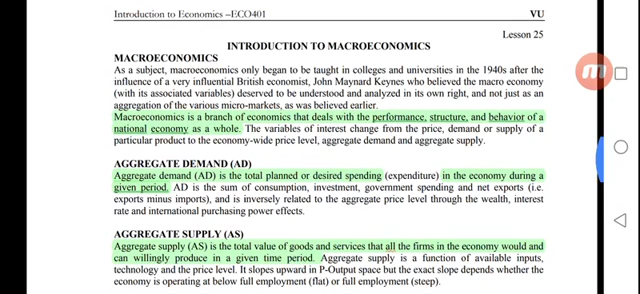 Introduction to Economics –ECO401 VU
Lesson 25
INTRODUCTION TO MACROECONOMICS
MACROECONOMICS
As a subject, macroeconomics only began to be taught in colleges and universities in the 1940s after the
influence of a very influential British economist, John Maynard Keynes who believed the macro economy
(with its associated variables) deserved to be understood and analyzed in its own right, and not just as an
aggregation of the various micro-markets, as was believed earlier.
Macroeconomics is a branch of economics that deals with the performance, structure, and behavior of a
national economy as a whole. The variables of interest change from the price, demand or supply of a
particular product to the economy-wide price level, aggregate demand and aggregate supply.
AGGREGATE DEMAND (AD)
Aggregate demand (AD) is the total planned or desired spending (expenditure) in the economy during a
given period. AD is the sum of consumption, investment, government spending and net exports (i.e.
exports minus imports), and is inversely related to the aggregate price level through the wealth, interest
rate and international purchasing power effects.
AGGREGATE SUPPLY (AS)
Aggregate supply (AS) is the total value of goods and services that all the firms in the economy would and
can willingly produce in a given time period. Aggregate supply is a function of available inputs,
technology and the price level. It slopes upward in P-Output space but the exact slope depends whether the
economy is operating at below full employment (flat) or full employment (steep).